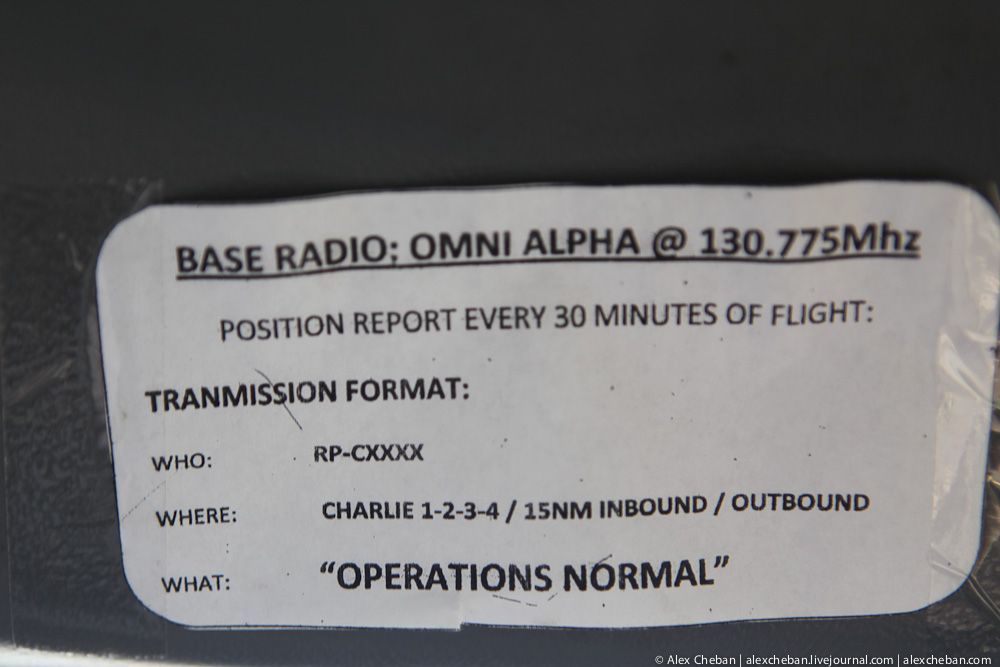 BASE RADIO; OMNI ALPHA @ 130.775Mhz
POSITION REPORT EVERY 30 MINUTES OF FLIGHT:
TRANMISSION FORMAT:
WHO: RP-CXXXX
WHERE: CHARLIE 1-2-3-4 / 15NM INBOUND / OUTBOUND
WHAT: “OPERATIONS NORMAL”
© Alex Cheban | alexcheban.livejournal.com | alexcheban.com